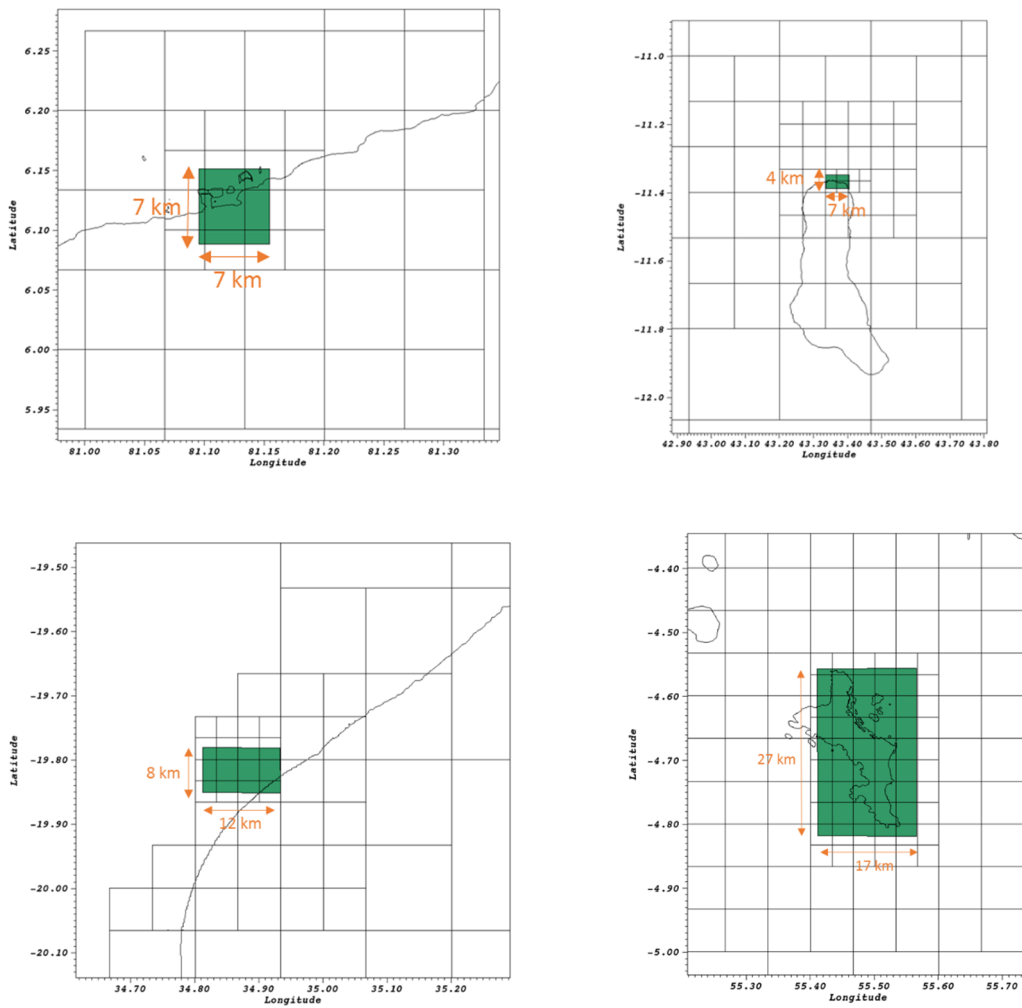 6.25
6.20
6.15
6.10
6.05
6.00
5.95
Latitude
7 km
7 km
81.00 81.05 81.10 81.15 81.20 81.25 81.30
Longitude
-11.0
-11.2
-11.4
-11.6
-11.8
-12.0
Latitude
4 km
7 km
42.90 43.00 43.10 43.20 43.30 43.40 43.50 43.60 43.70 43.80
Longitude
-19.50
-19.60
-19.70
-19.80
-19.90
-20.00
-20.10
Latitude
8 km
12 km
34.70 34.80 34.90 35.00 35.10 35.20
Longitude
-4.40
-4.50
-4.60
-4.70
-4.80
-4.90
-5.00
Latitude
27 km
17 km
55.30 55.40 55.50 55.60 55.70
Longitude